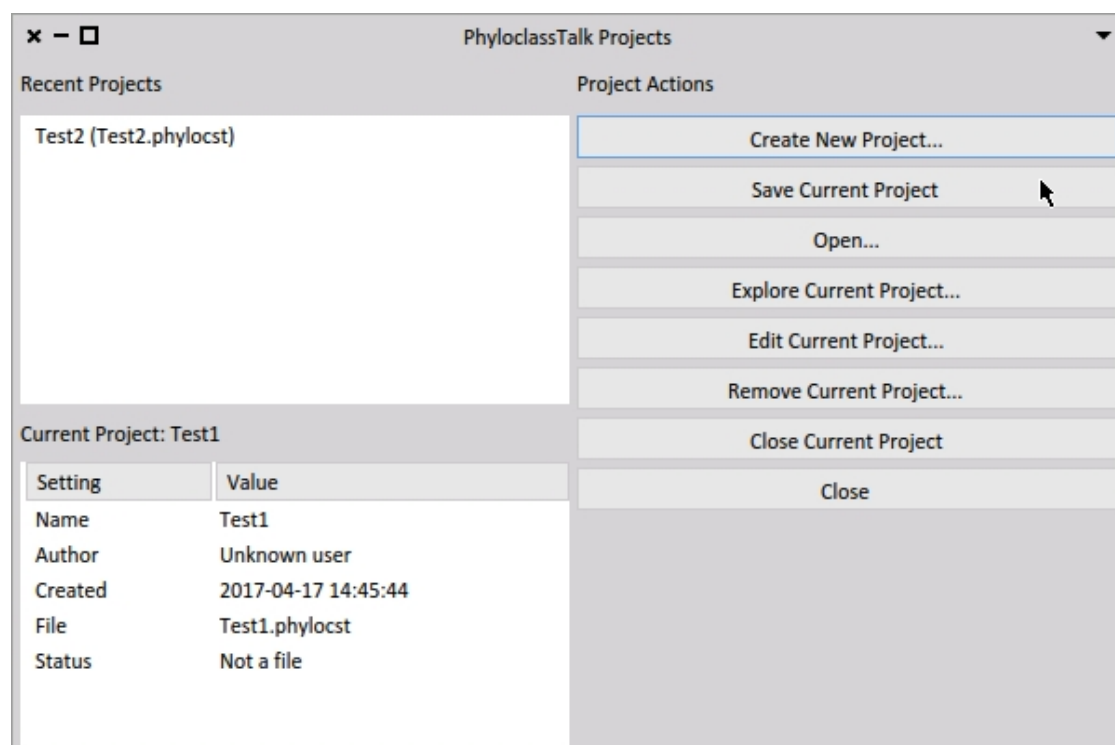 PhyloclassTalk Projects
Recent Projects
Test2 (Test2.phylocst)
Project Actions
Create New Project...
Save Current Project
Open...
Explore Current Project...
Edit Current Project...
Remove Current Project...
Close Current Project
Close
Current Project: Test1
Setting Value
Name Test1
Author Unknown user
Created 2017-04-17 14:45:44
File Test1.phylocst
Status Not a file